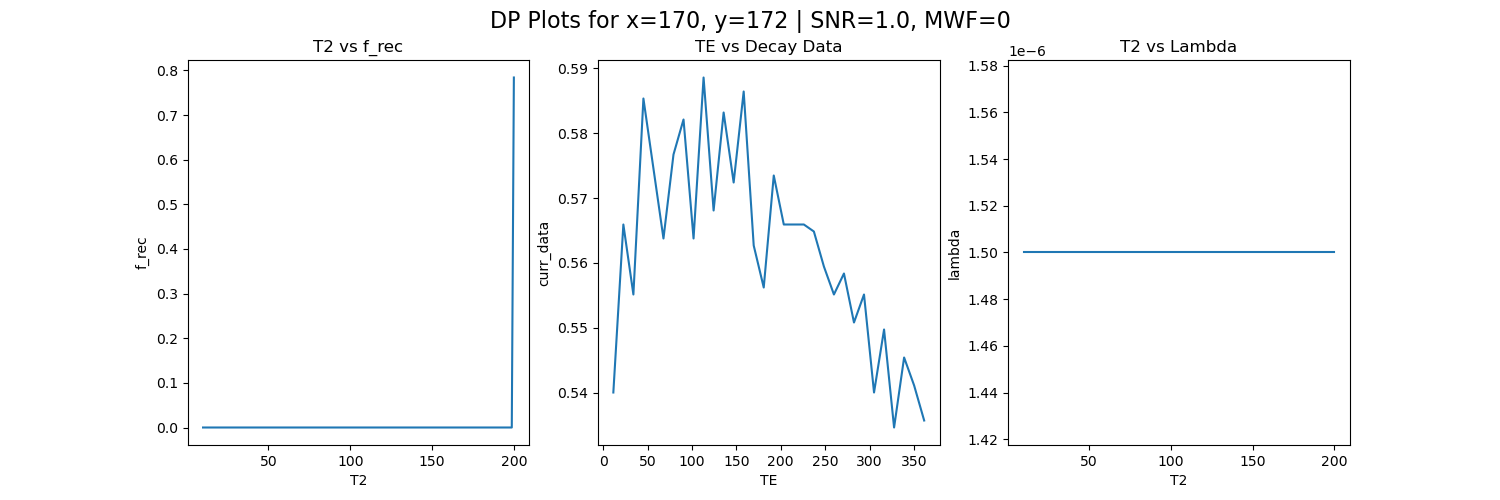 DP Plots for x=170, y=172 | SNR=1.0, MWF=0
T2 vs f_rec
0.8
0.7
0.6
0.5
0.4
0.3
0.2
0.1
0.0
f_rec
50 100 150 200
T2
TE vs Decay Data
0.59
0.58
0.57
0.56
0.55
0.54
curr_data
0 50 100 150 200 250 300 350
TE
T2 vs Lambda
1e−6
1.58
1.56
1.54
1.52
1.50
1.48
1.46
1.44
1.42
lambda
50 100 150 200
T2